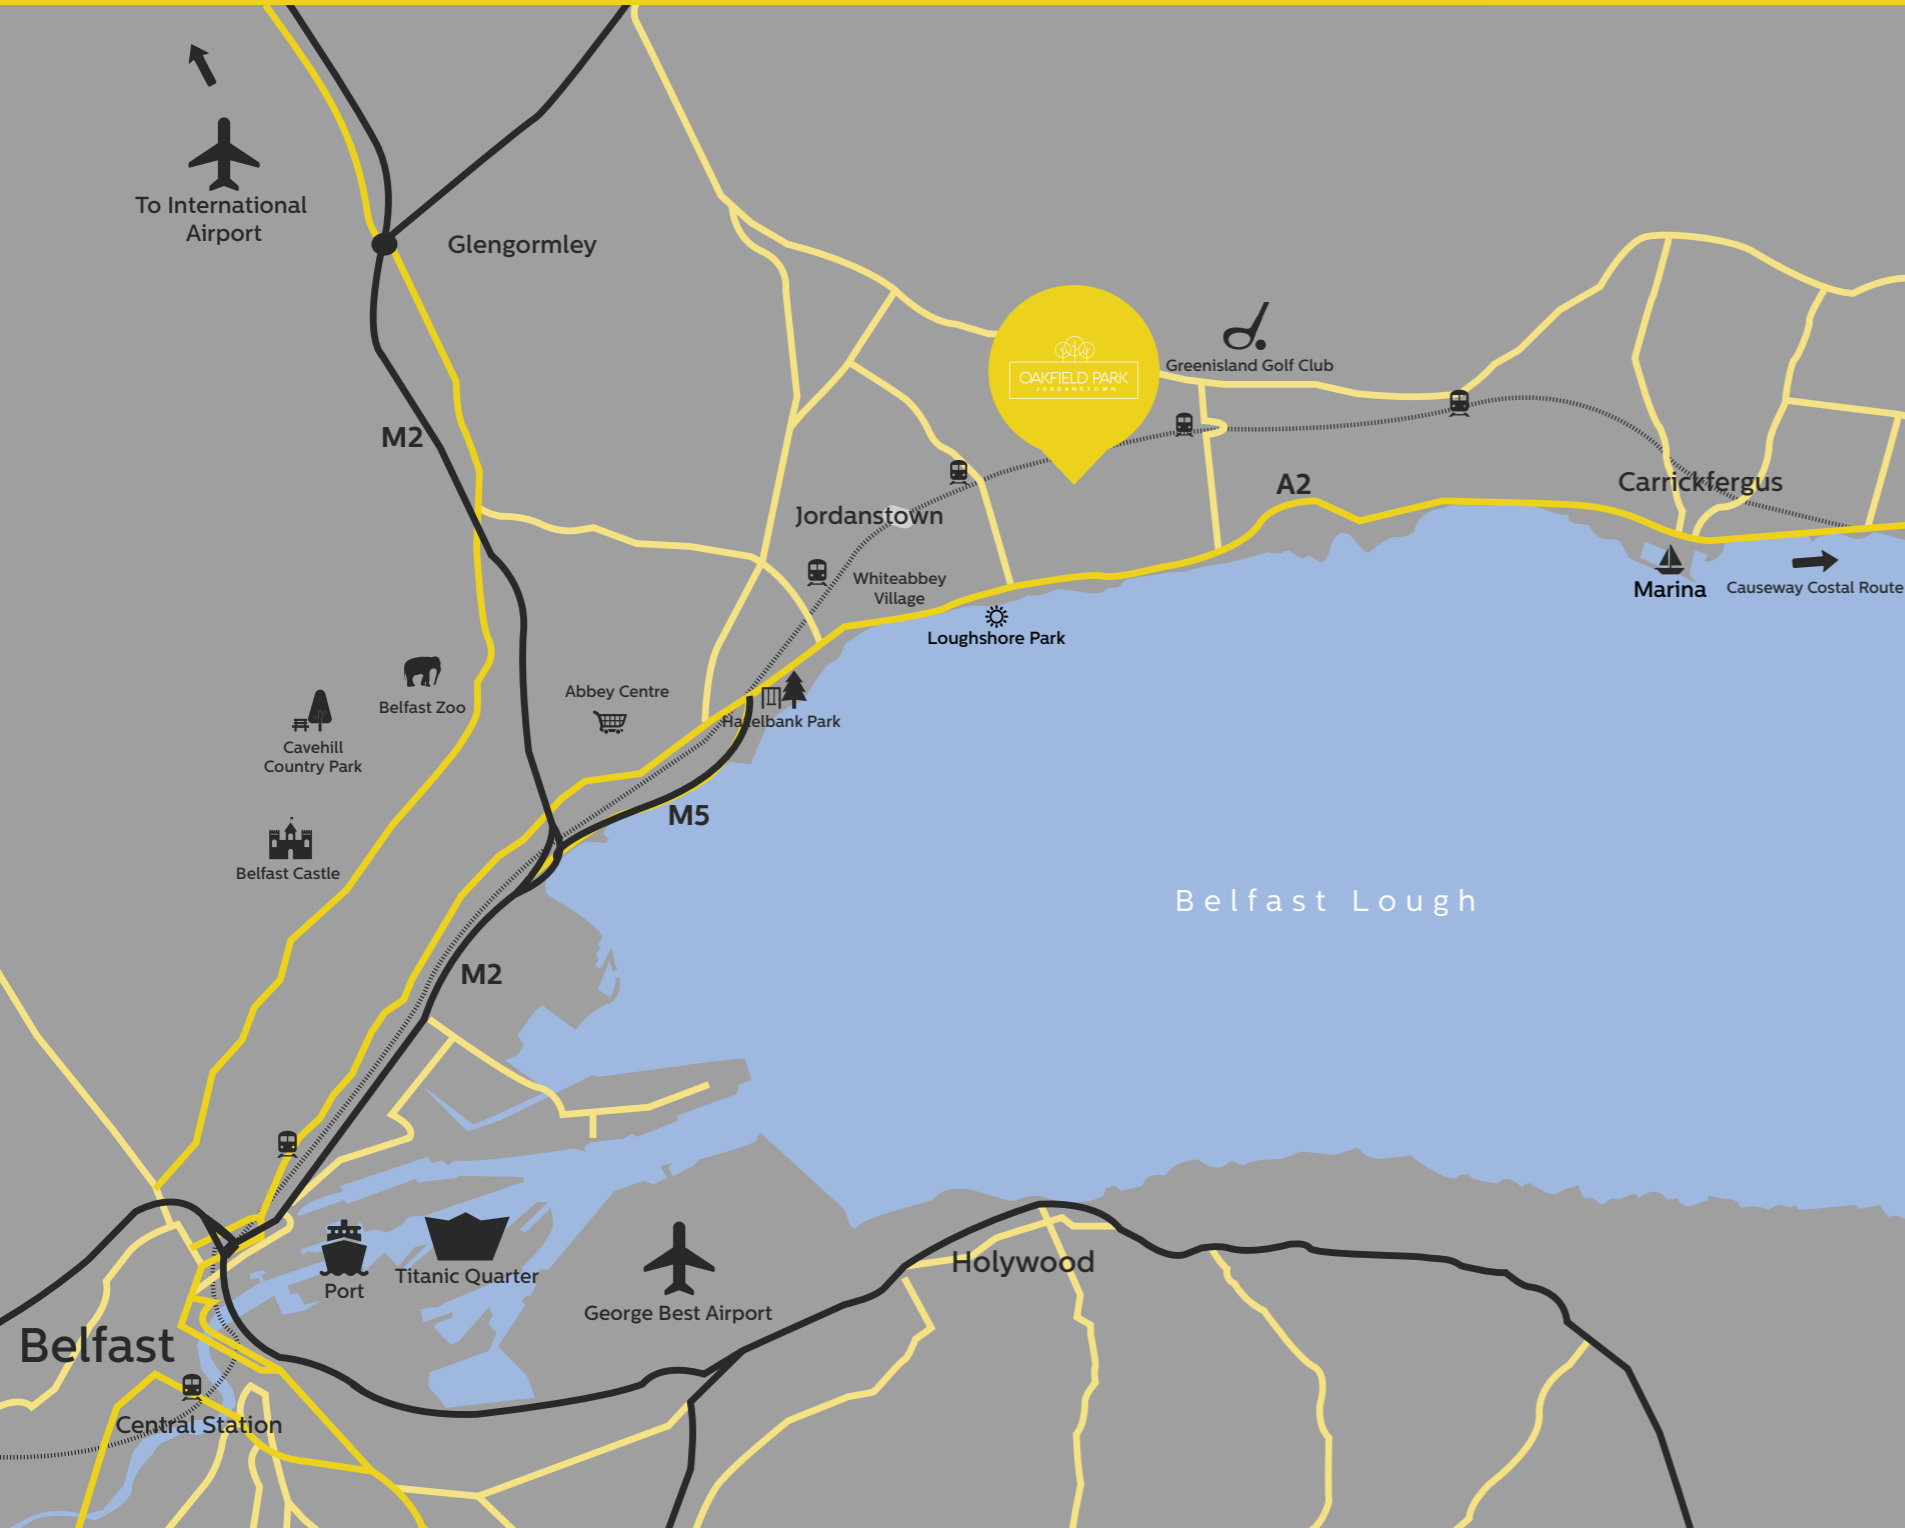 To International
Airport
Glengormley
OAKFIELD PARK
JORDANSTOWN
Greenisland Golf Club
M2
A2
Carrickfergus
Jordanstown
Whiteabbey
Village
Marina
Causeway Costal Route
Loughshore Park
Belfast Zoo
Abbey Centre
Hazelbank Park
Cavehill
Country Park
M5
Belfast Castle
Belfast Lough
M2
Port
Titanic Quarter
George Best Airport
Holywood
Belfast
Central Station